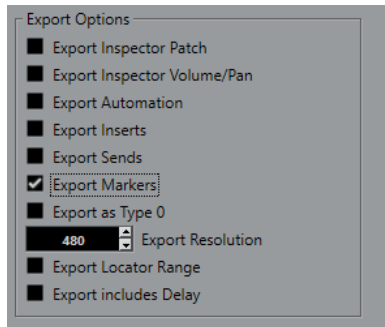 Export Options
Export Inspector Patch
Export Inspector Volume/Pan
Export Automation
Export Inserts
Export Sends
Export Markers
Export as Type 0
480 Export Resolution
Export Locator Range
Export includes Delay